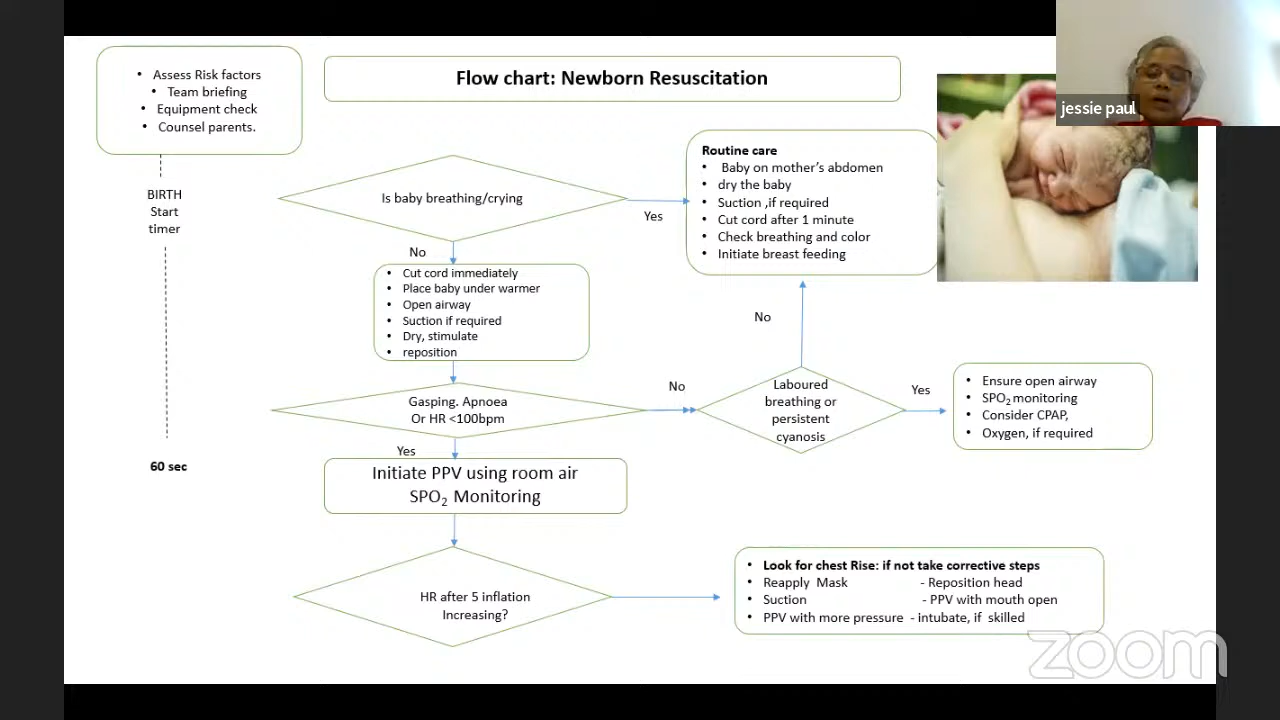 • Assess Risk factors
• Team briefing
• Equipment check
• Counsel parents.
Flow chart: Newborn Resuscitation
jessie paul
BIRTH
Start
timer
60 sec
Is baby breathing/crying
Yes
Routine care
• Baby on mother’s abdomen
• dry the baby
• Suction ,if required
• Cut cord after 1 minute
• Check breathing and color
• Initiate breast feeding
No
• Cut cord immediately
• Place baby under warmer
• Open airway
• Suction if required
• Dry, stimulate
• reposition
No
Gasping. Apnoea
Or HR <100bpm
No
Laboured
breathing or
persistent
cyanosis
Yes
• Ensure open airway
• SPO₂ monitoring
• Consider CPAP,
• Oxygen, if required
Yes
Initiate PPV using room air
SPO₂ Monitoring
HR after 5 inflation
Increasing?
• Look for chest Rise: if not take corrective steps
• Reapply Mask - Reposition head
• Suction - PPV with mouth open
• PPV with more pressure - intubate, if skilled
zoom